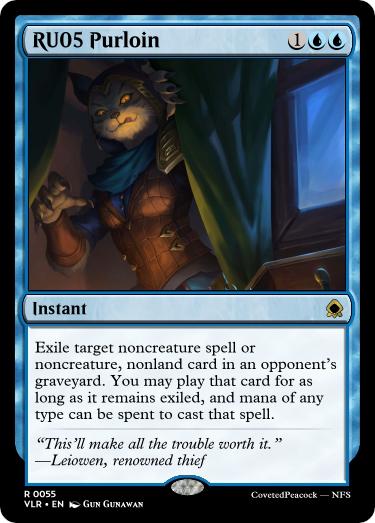 RU05 Purloin 1
Instant
Exile target noncreature spell or
noncreature, nonland card in an opponent's
graveyard. You may play that card for as
long as it remains exiled, and mana of any
type can be spent to cast that spell.
"This'll make all the trouble worth it."
—Leiowen, renowned thief
R 0055
VLR • EN Gun Gunawan
CovetedPeacock — NFS